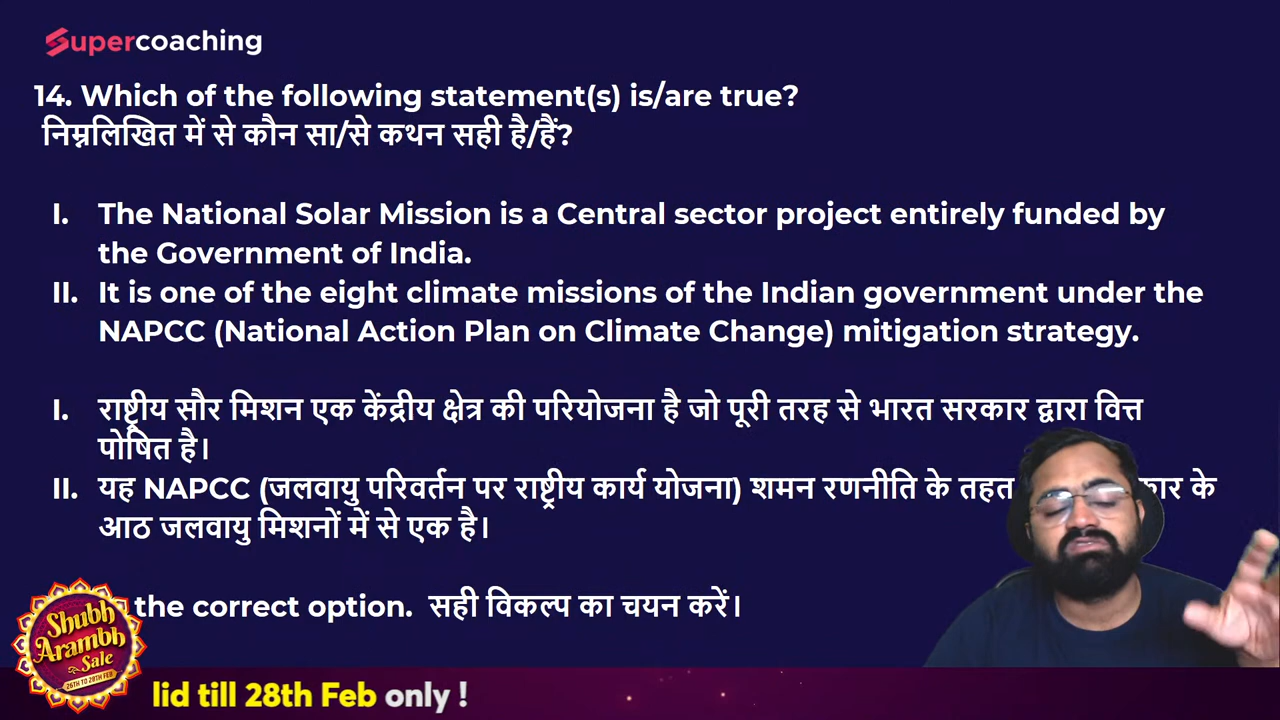 Supercoaching
14. Which of the following statement(s) is/are true?
निम्नलिखित में से कौन सा/से कथन सही है/हैं?
I. The National Solar Mission is a Central sector project entirely funded by
the Government of India.
II. It is one of the eight climate missions of the Indian government under the
NAPCC (National Action Plan on Climate Change) mitigation strategy.
I. राष्ट्रीय सौर मिशन एक केंद्रीय क्षेत्र की परियोजना है जो पूरी तरह से भारत सरकार द्वारा वित्त
पोषित है।
II. यह NAPCC (जलवायु परिवर्तन पर राष्ट्रीय कार्य योजना) शमन रणनीति के तहत के
आठ जलवायु मिशनों में से एक है।
the correct option. सही विकल्प का चयन करें।
Shubh
Arambh
Sale
26TH TO 28TH FEB
lid till 28th Feb only !